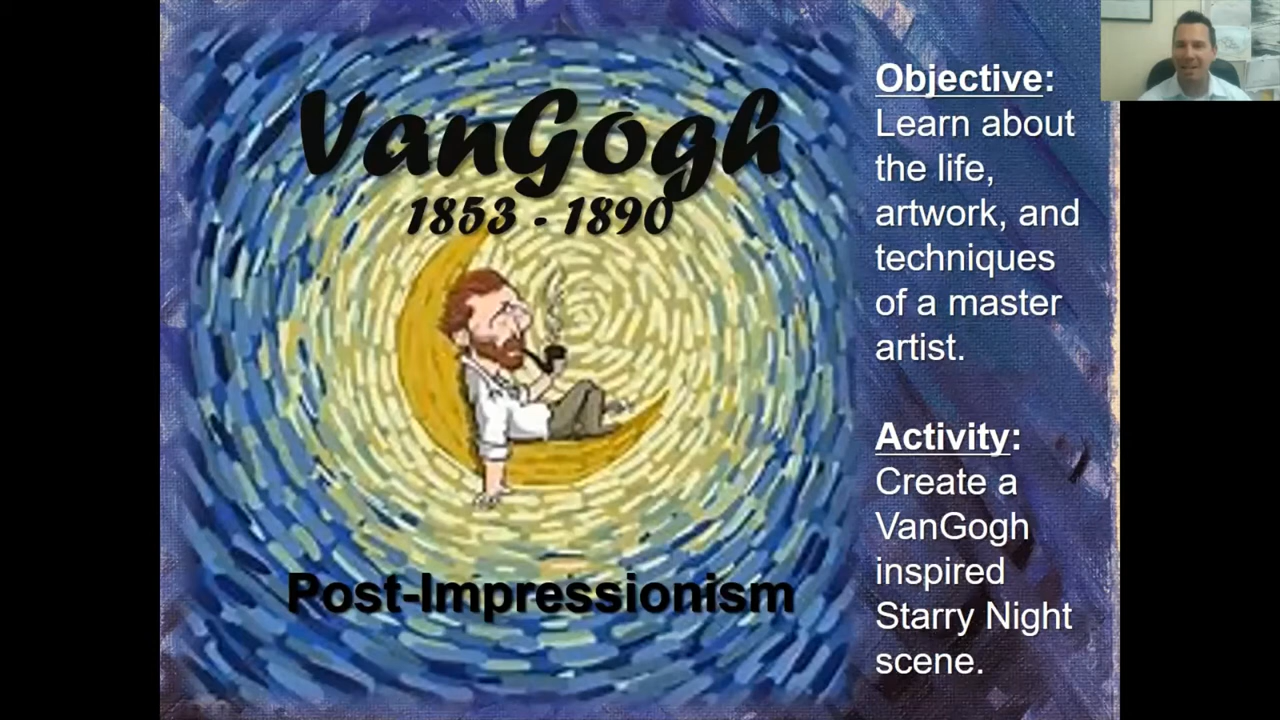 VanGogh
1853 - 1890
Post-Impressionism
Objective:
Learn about
the life,
artwork, and
techniques
of a master
artist.
Activity:
Create a
VanGogh
inspired
Starry Night
scene.